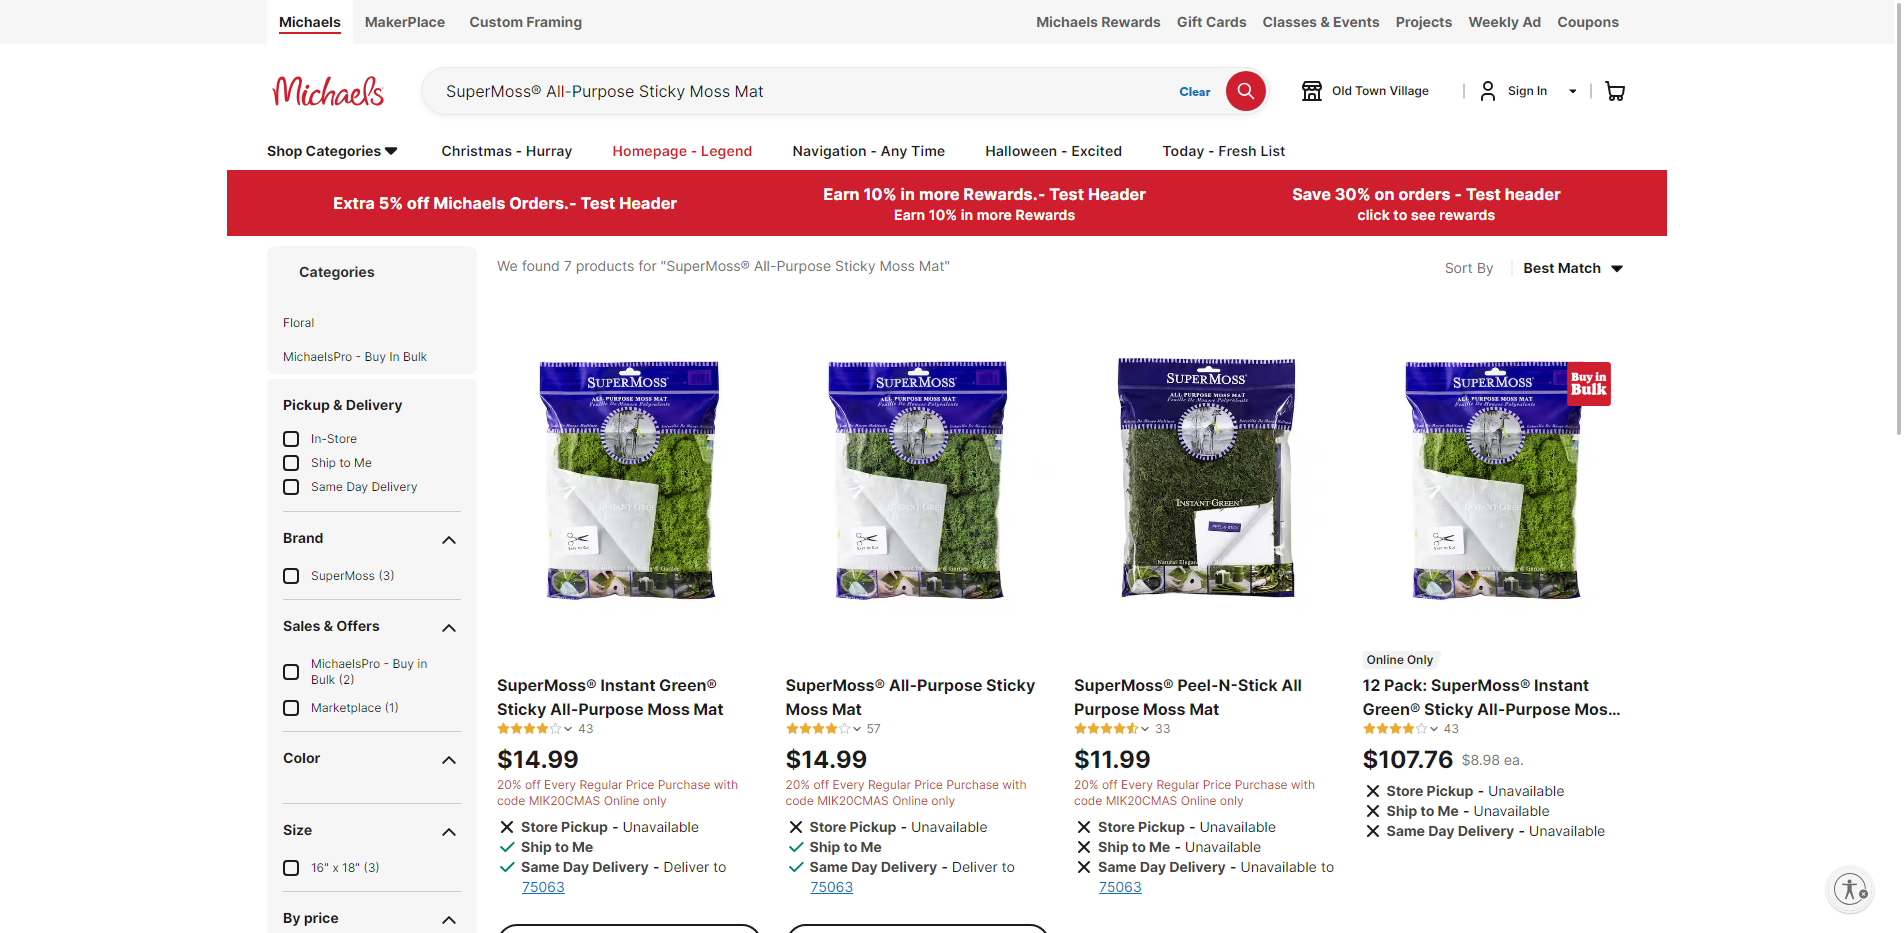 Michaels
MakerPlace
Custom Framing
Michaels Rewards
Gift Cards
Classes & Events
Projects
Weekly Ad
Coupons
Michaels
SuperMoss® All-Purpose Sticky Moss Mat
Clear
Old Town Village
Sign In
Shop Categories
Christmas - Hurray
Homepage - Legend
Navigation - Any Time
Halloween - Excited
Today - Fresh List
Extra 5% off Michaels Orders.- Test Header
Earn 10% in more Rewards.- Test Header
Earn 10% in more Rewards
Save 30% on orders - Test header
click to see rewards
Categories
Floral
MichaelsPro - Buy In Bulk
Pickup & Delivery
In-Store
Ship to Me
Same Day Delivery
Brand
SuperMoss (3)
Sales & Offers
MichaelsPro - Buy in
Bulk (2)
Marketplace (1)
Color
Size
16" x 18" (3)
By price
We found 7 products for "SuperMoss® All-Purpose Sticky Moss Mat"
Sort By
Best Match
SUPERMOSS
ALL PURPOSE MOSS MAT
INSTANT GREEN
SuperMoss® Instant Green®
Sticky All-Purpose Moss Mat
43
$14.99
20% off Every Regular Price Purchase with
code MIK20CMAS Online only
Store Pickup - Unavailable
Ship to Me
Same Day Delivery - Deliver to
75063
SUPERMOSS
ALL PURPOSE MOSS MAT
INSTANT GREEN
SuperMoss® All-Purpose Sticky
Moss Mat
57
$14.99
20% off Every Regular Price Purchase with
code MIK20CMAS Online only
Store Pickup - Unavailable
Ship to Me
Same Day Delivery - Deliver to
75063
SUPERMOSS
ALL PURPOSE MOSS MAT
INSTANT GREEN
PEEL-N-STICK
SuperMoss® Peel-N-Stick All
Purpose Moss Mat
33
$11.99
20% off Every Regular Price Purchase with
code MIK20CMAS Online only
Store Pickup - Unavailable
Ship to Me - Unavailable
Same Day Delivery - Unavailable to
75063
SUPERMOSS
ALL PURPOSE MOSS MAT
INSTANT GREEN
Buy in
Bulk
Online Only
12 Pack: SuperMoss® Instant
Green® Sticky All-Purpose Mos...
43
$107.76 $8.98 ea.
Store Pickup - Unavailable
Ship to Me - Unavailable
Same Day Delivery - Unavailable